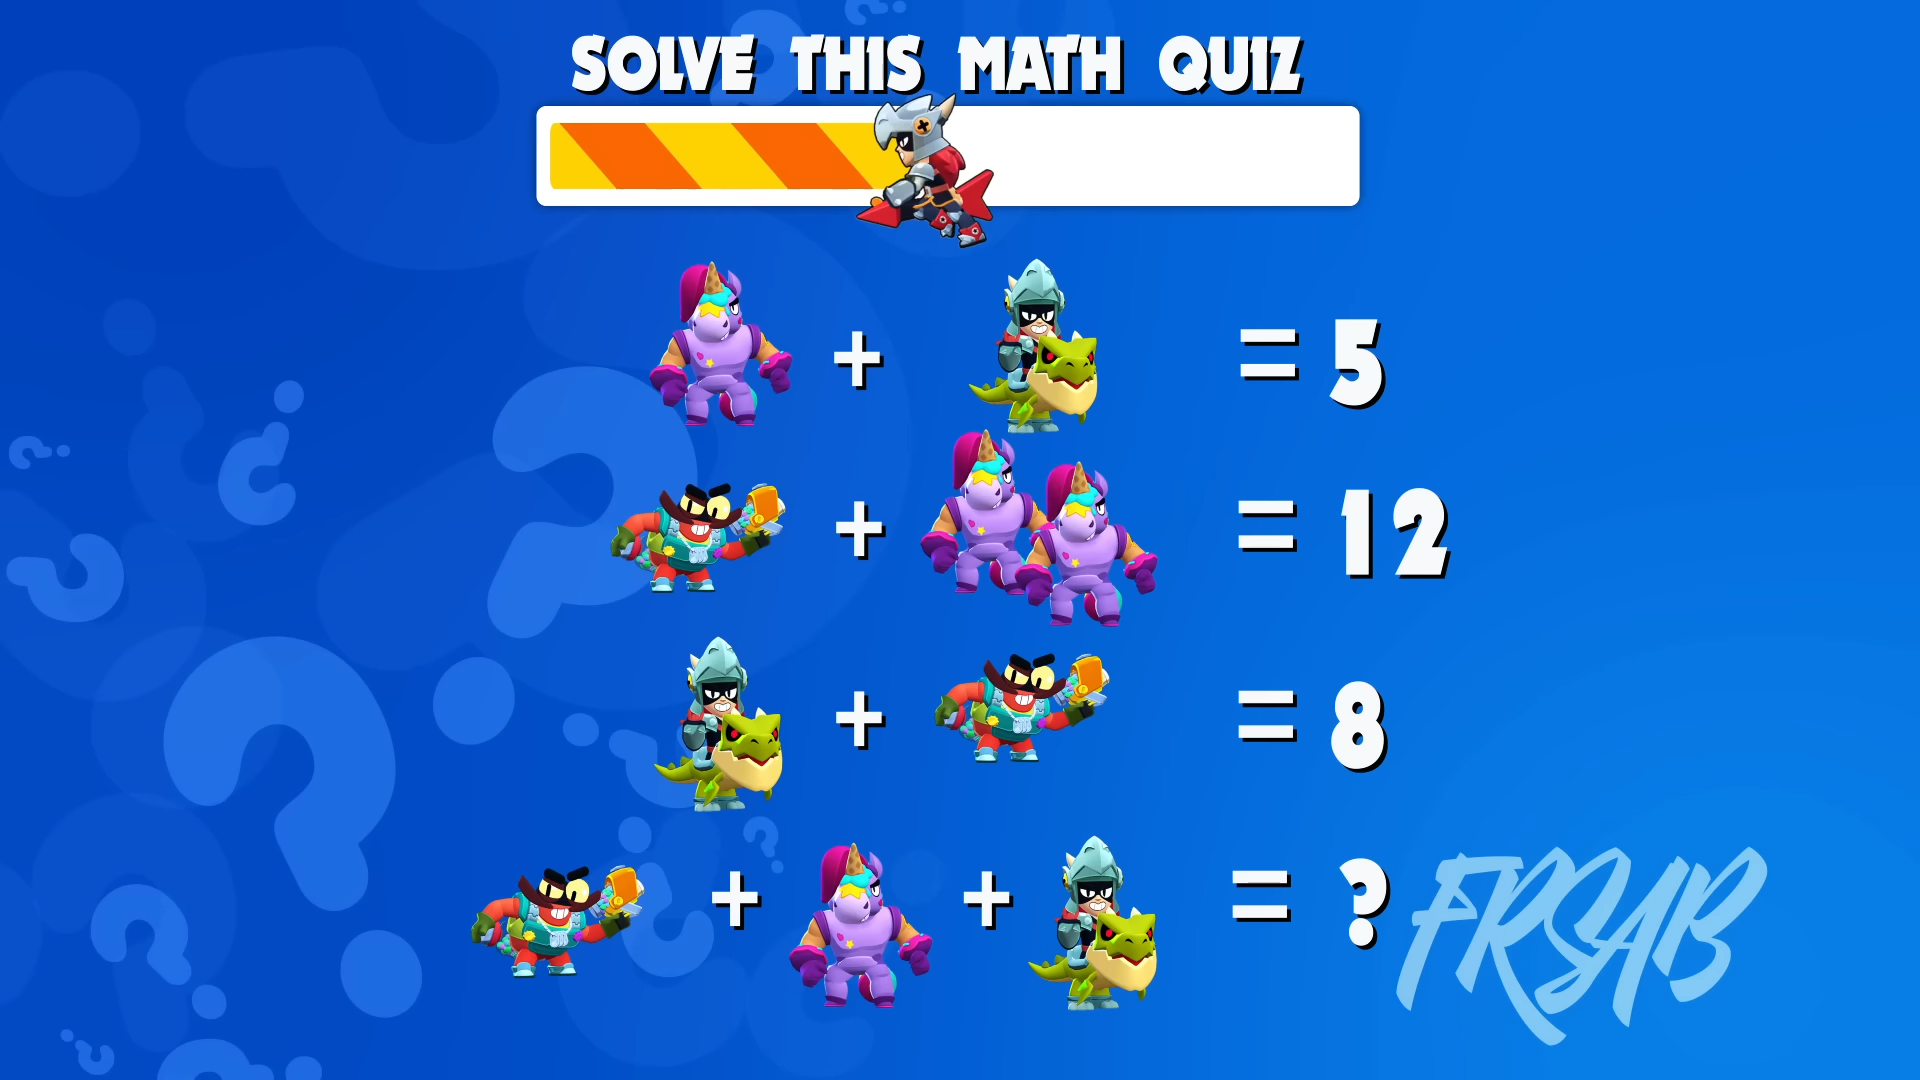 SOLVE THIS MATH QUIZ
+ = 5
+ = 12
+ = 8
+ + = ?
FRSAB